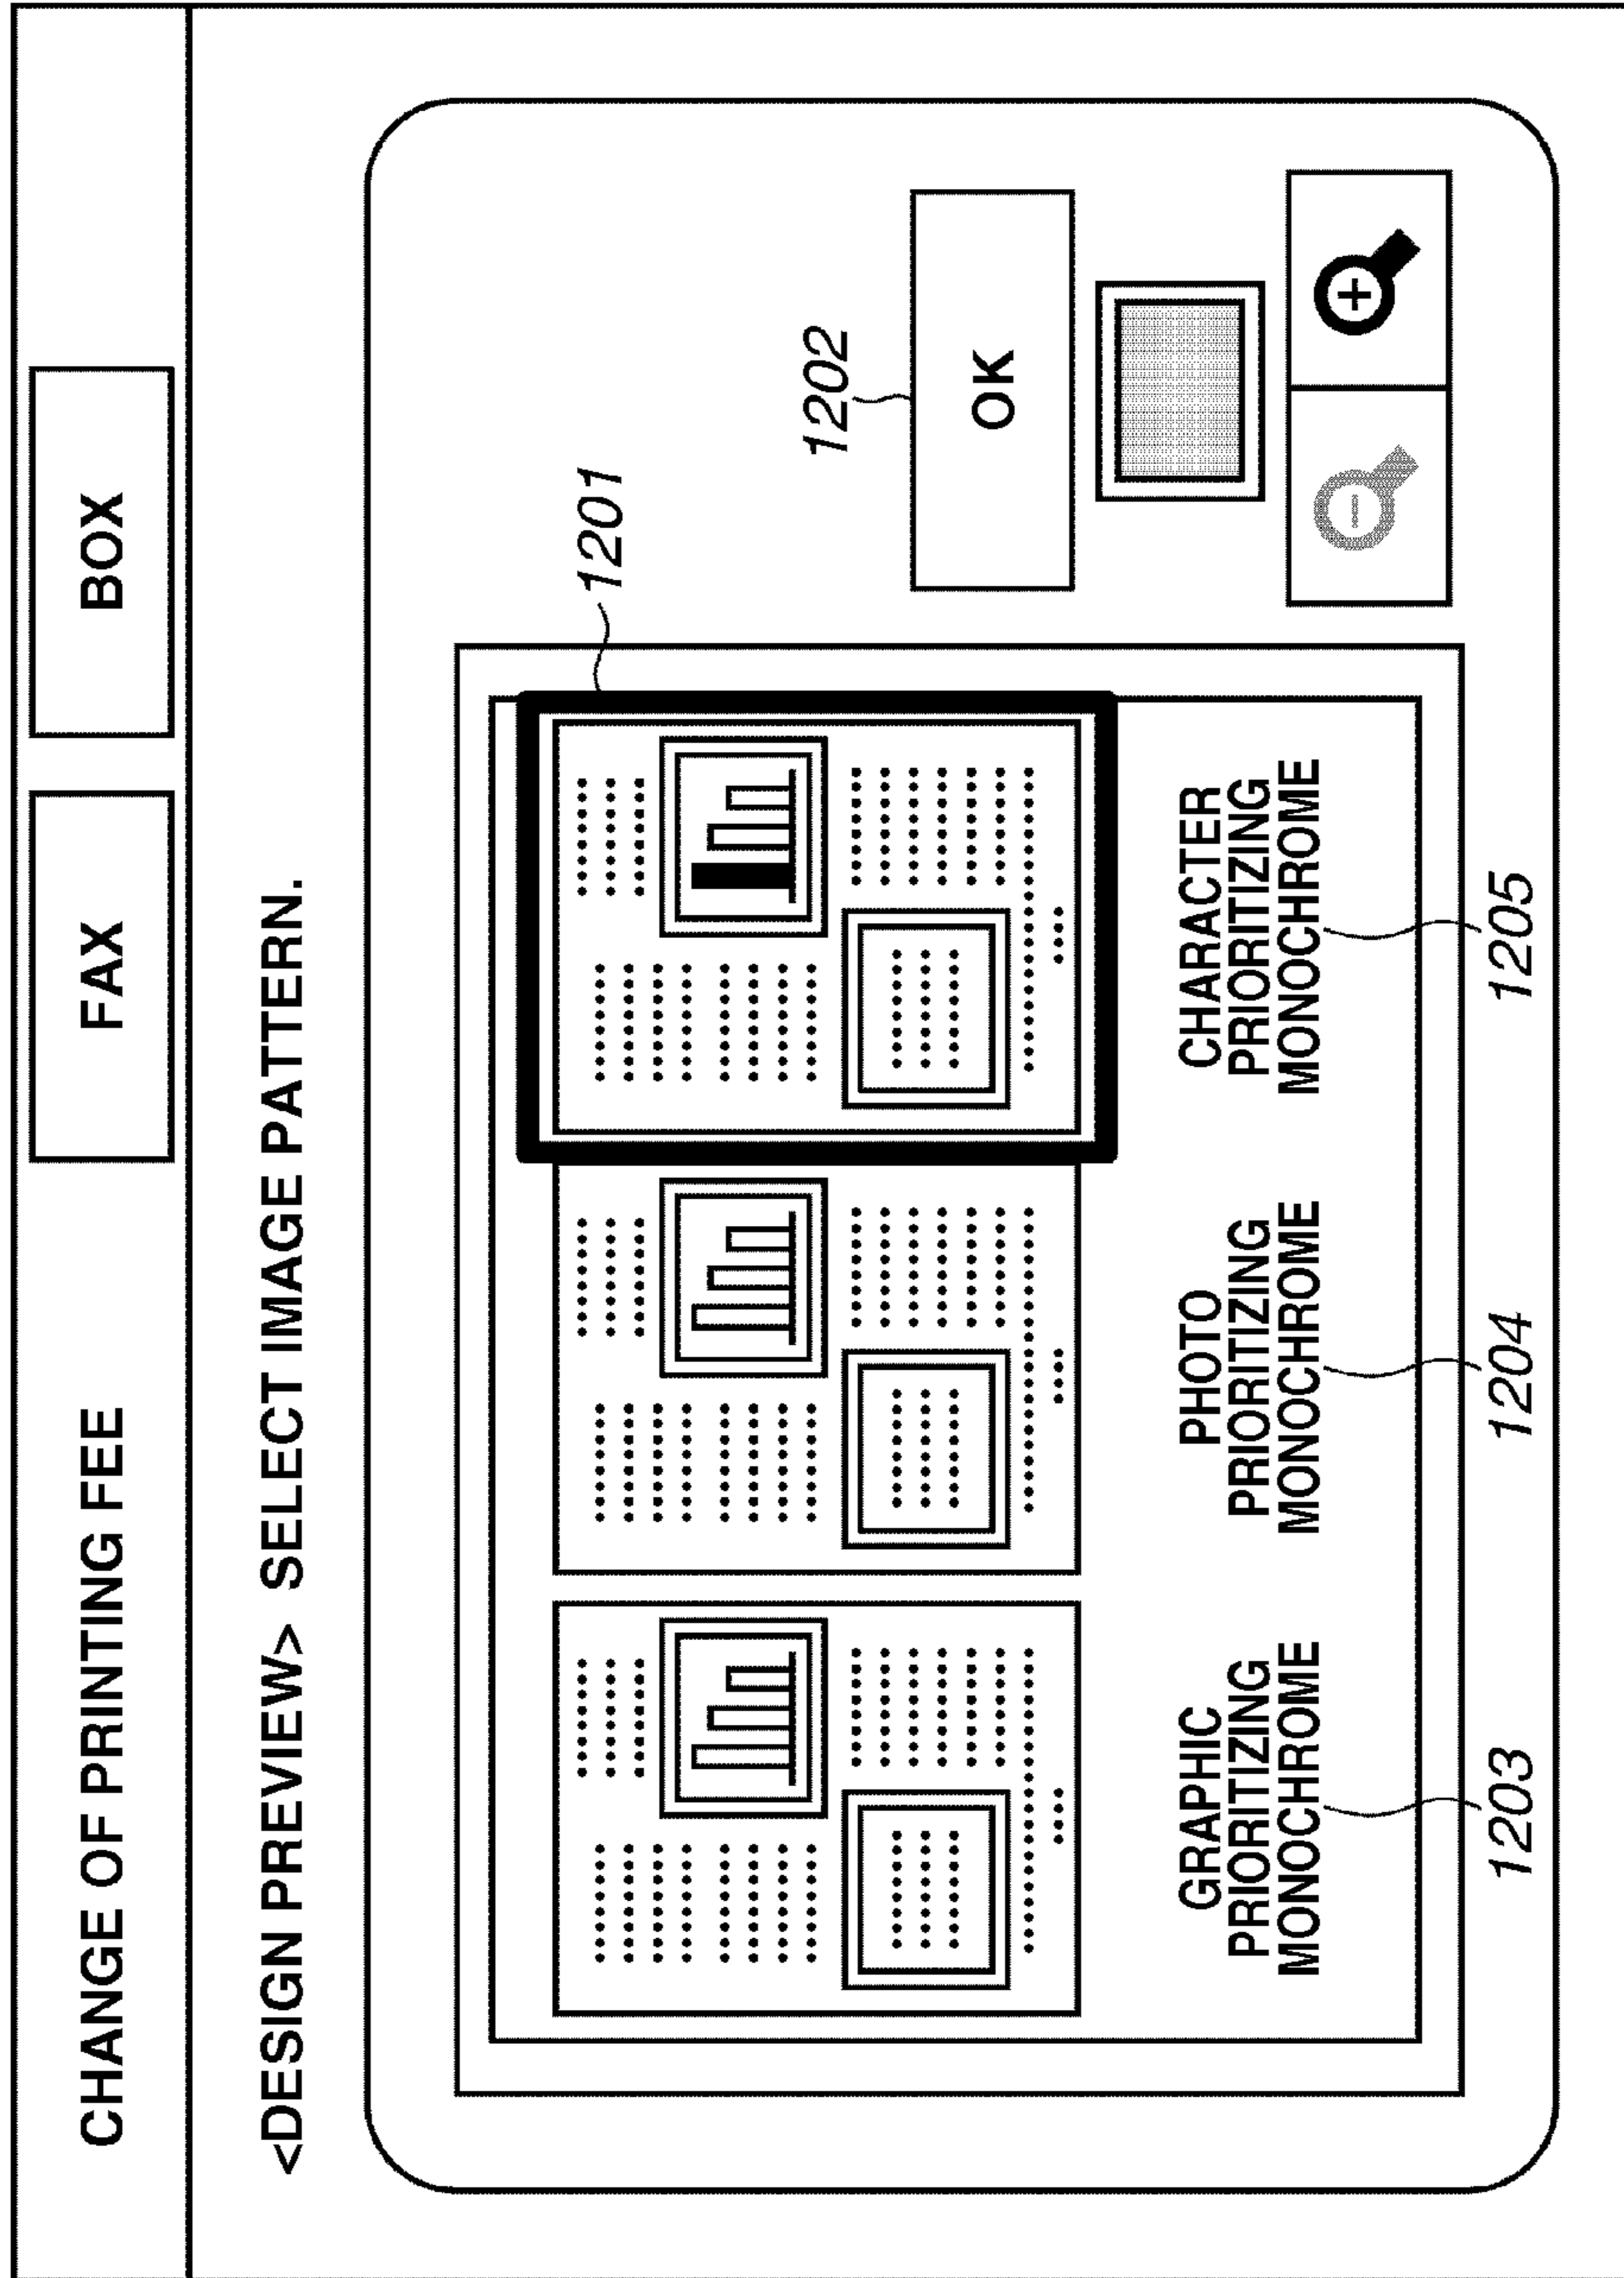 CHANGE OF PRINTING FEE
FAX
BOX
<DESIGN PREVIEW> SELECT IMAGE PATTERN.
1201
1202
OK
GRAPHIC
PRIORITIZING
MONOCHROME
1203
PHOTO
PRIORITIZING
MONOCHROME
1204
CHARACTER
PRIORITIZING
MONOCHROME
1205